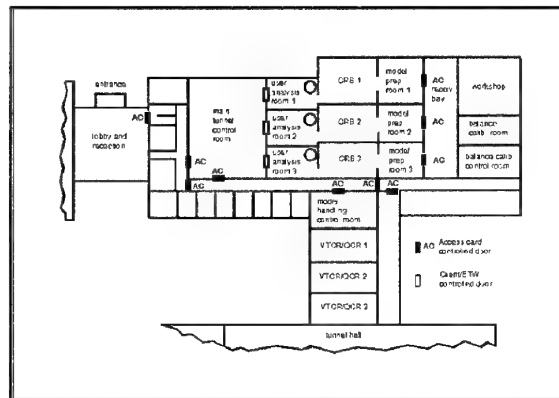 entrance
lobby and
reception
AC
main
tunnel
control
room
user
analysis
room 1
user
analysis
room 2
user
analysis
room 3
CRB 1
CRB 2
CRB 3
model
prep
room 1
model
prep
room 2
model
prep
room 3
AC
bay
AC
AC
workshop
balance
calib room
balance calib
control room
AC
AC
AC
AC
AC
model
handling
control room
VTCR/QCR 1
VTCR/QCR 2
VTCR/QCR 3
tunnel hall
AC Access card
controlled door
Client/ETW
controlled door